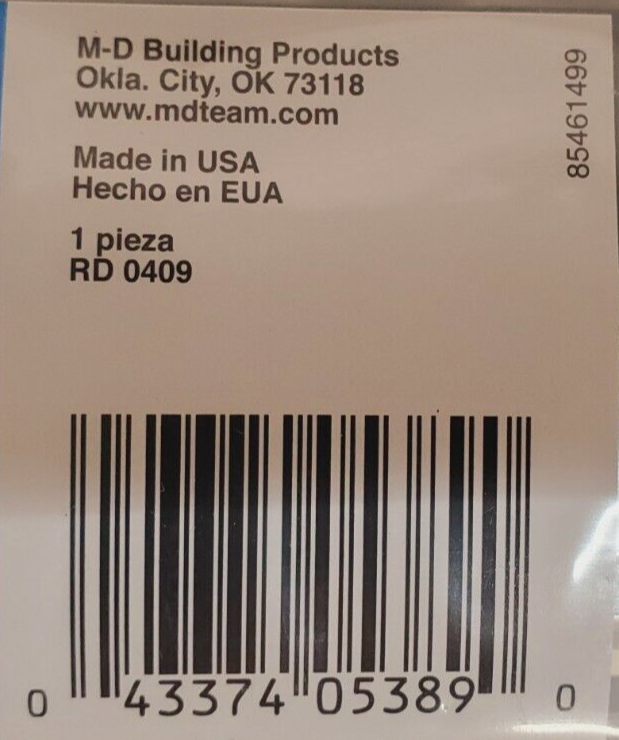 M-D Building Products
Okla. City, OK 73118
www.mdteam.com
Made in USA
Hecho en EUA
1 pieza
RD 0409
85461499
0 43374 05389 0